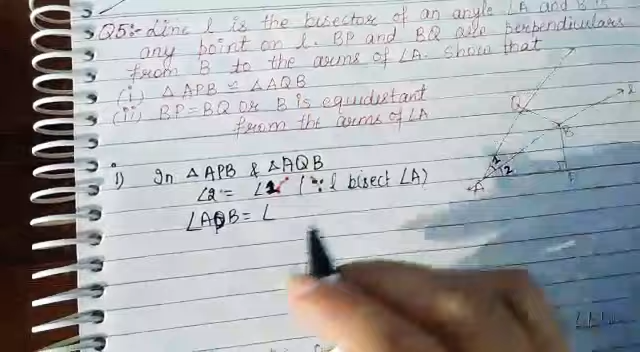 Q5:- Line l is the bisector of an angle ∠A and B is
any point on l. BP and BQ are perpendiculars
from B to the arms of ∠A. Show that
(i) △APB ≅ △AQB
(ii) BP = BQ or B is equidistant
from the arms of ∠A
i) In △APB & △AQB
∠2 = ∠1 (∵ l bisect ∠A)
∠AQB = ∠
Q
B
l
A
1
2
P